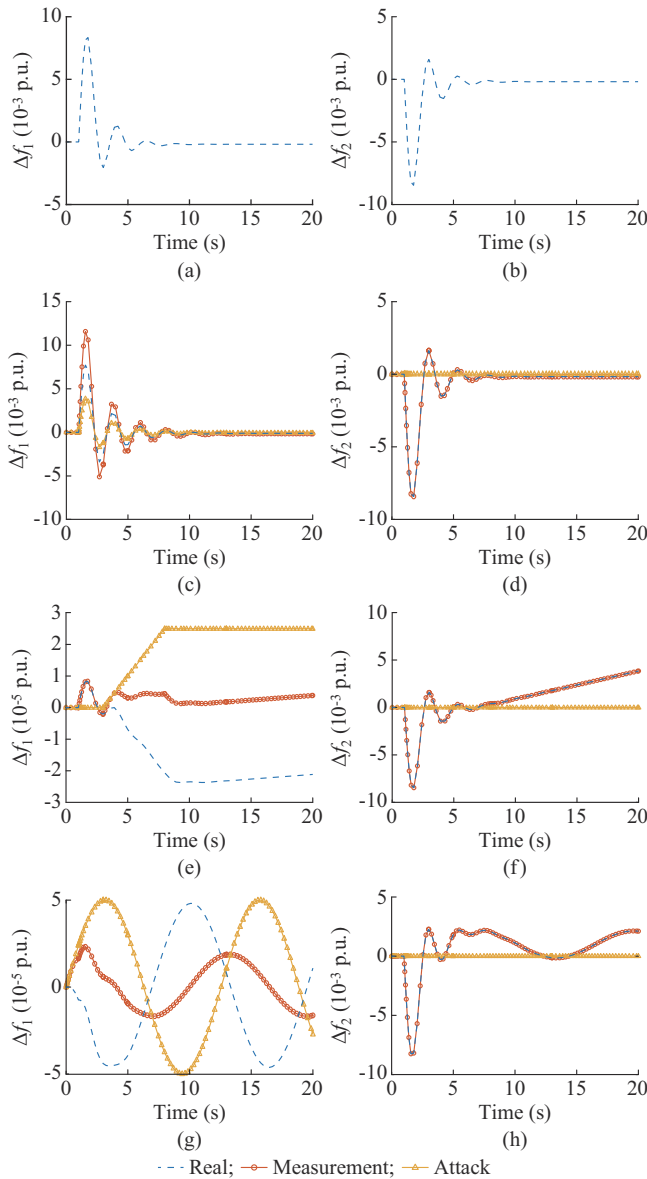 10
5
0
-5
0 5 10 15 20
Δf1 (10-3 p.u.)
Time (s)
(a)
5
0
-5
-10
0 5 10 15 20
Δf2 (10-3 p.u.)
Time (s)
(b)
15
10
5
0
-5
-10
0 5 10 15 20
Δf1 (10-3 p.u.)
Time (s)
(c)
5
0
-5
-10
0 5 10 15 20
Δf2 (10-3 p.u.)
Time (s)
(d)
3
2
1
0
-1
-2
-3
0 5 10 15 20
Δf1 (10-5 p.u.)
Time (s)
(e)
10
5
0
-5
-10
0 5 10 15 20
Δf2 (10-3 p.u.)
Time (s)
(f)
5
0
-5
0 5 10 15 20
Δf1 (10-5 p.u.)
Time (s)
(g)
5
0
-5
-10
0 5 10 15 20
Δf2 (10-3 p.u.)
Time (s)
(h)
Real; Measurement; Attack